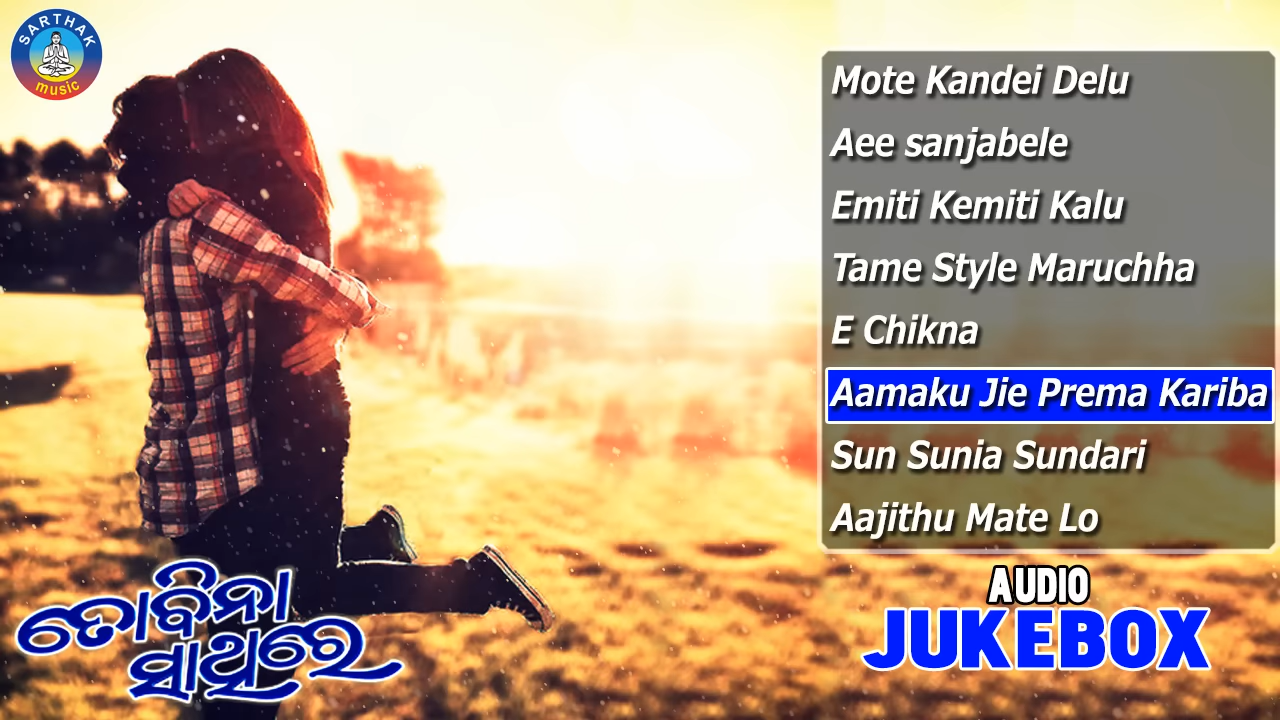 SARTHAK
music
Mote Kandei Delu
Aee sanjabele
Emiti Kemiti Kalu
Tame Style Maruchha
E Chikna
Aamaku Jie Prema Kariba
Sun Sunia Sundari
Aajithu Mate Lo
AUDIO
JUKEBOX
ତୋବିନା
ସାଥିରେ